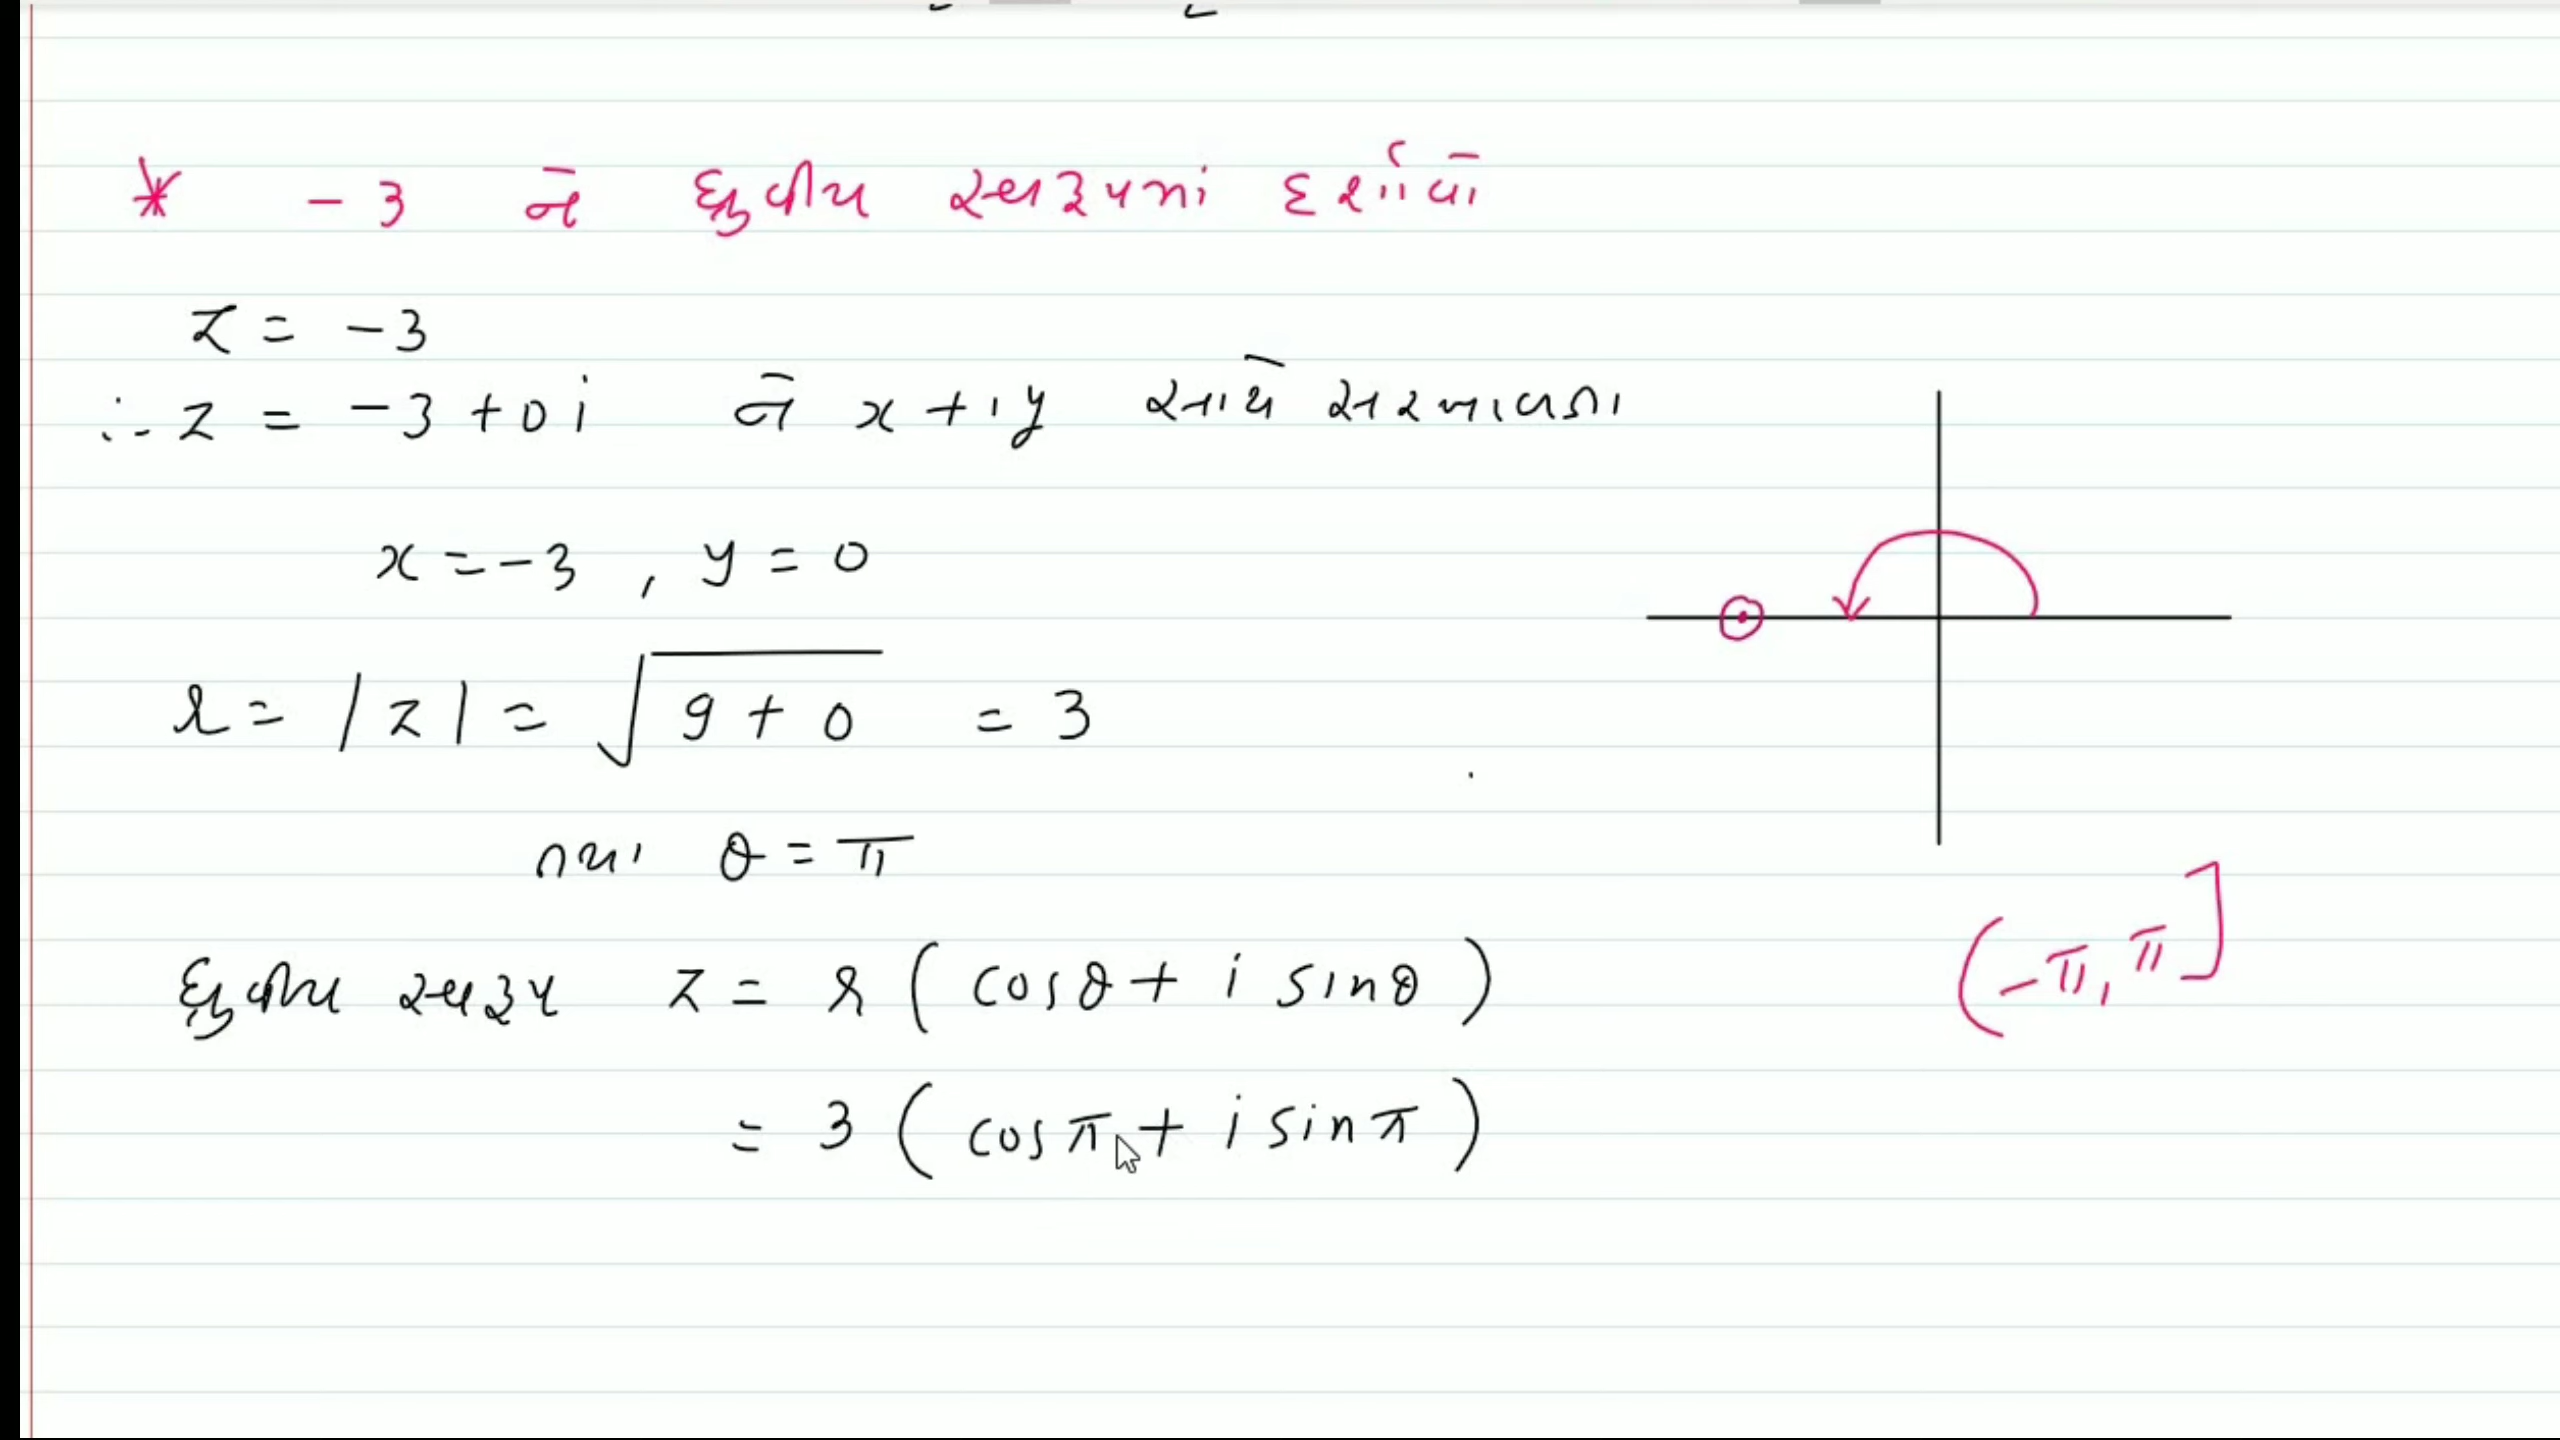 * -3 ને ધ્રુવીય સ્વરૂપમાં દર્શાવો
z = -3
∴ z = -3 + 0i ને x + iy સાથે સરખાવતા
x = -3 , y = 0
r = |z| = √(9 + 0) = 3
તથા θ = π
ધ્રુવીય સ્વરૂપ z = r ( cosθ + i sinθ )
(-π, π]
= 3 ( cosπ + i sinπ )